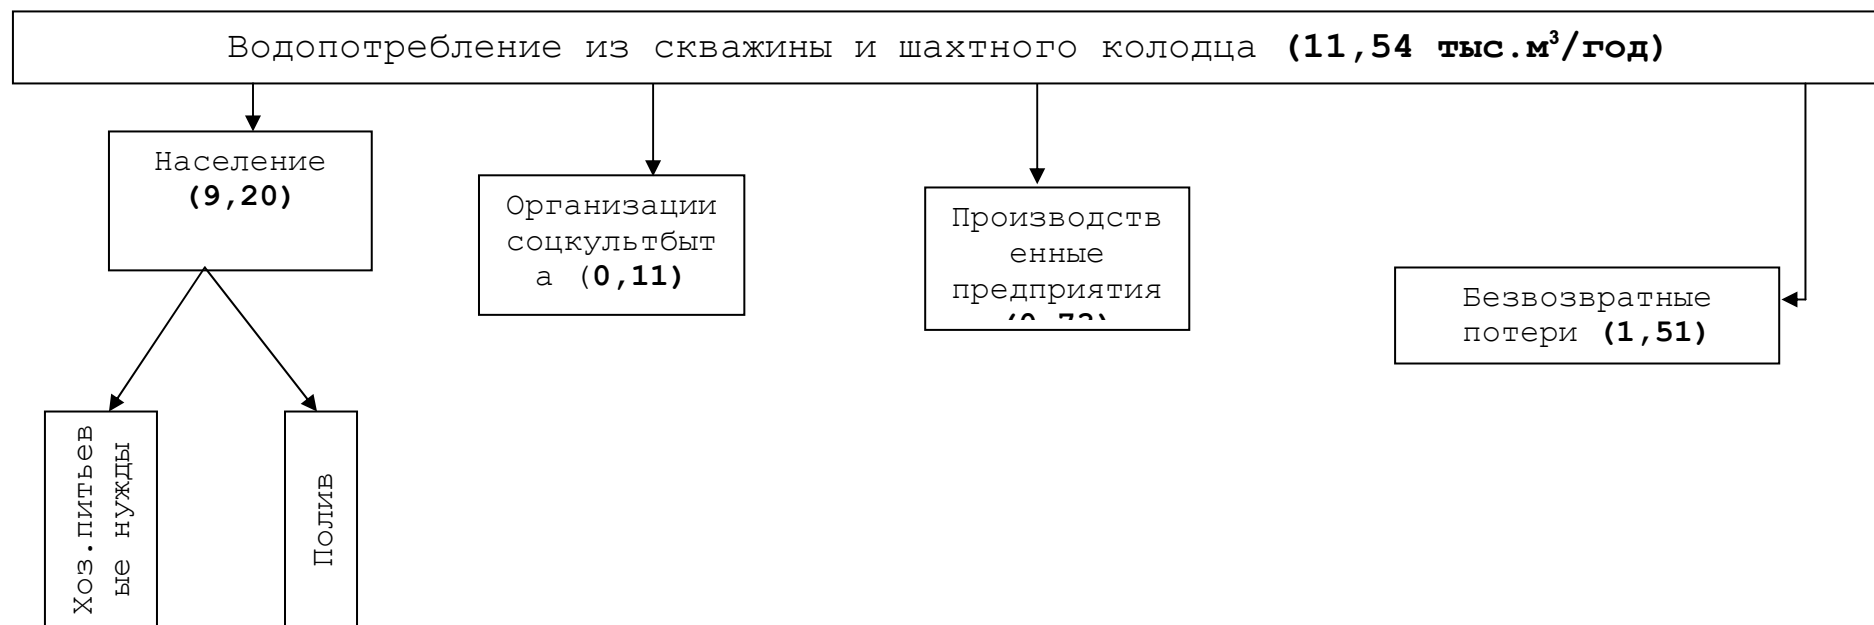 Водопотребление из скважины и шахтного колодца (11,54 тыс.м³/год)
Население
(9,20)
Организации
соцкультбыт
а (0,11)
Производств
енные
предприятия
Безвозвратные
потери (1,51)
Хоз.питьев
ые нужды
Полив